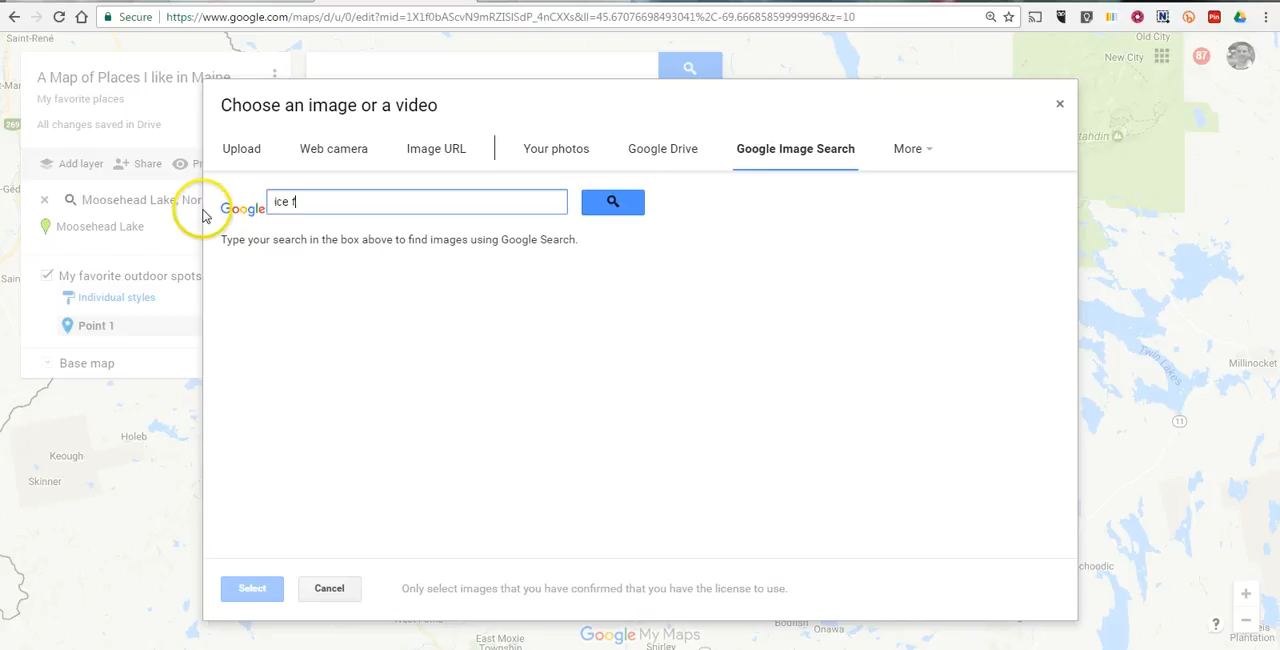 Secure https://www.google.com/maps/d/u/0/edit?mid=1X1f0bAScvN9mRZISISdP_4nCXXs&ll=45.67076698493041%2C-69.66685859999996&z=10
Saint-René
Old City
New City
87
A Map of Places I like in Maine
My favorite places
All changes saved in Drive
269
Add layer Share Pr
Moosehead Lake, Nor
Moosehead Lake
My favorite outdoor spots
Individual styles
Point 1
Base map
Choose an image or a video
×
Upload Web camera Image URL Your photos Google Drive Google Image Search More
Google ice f
Type your search in the box above to find images using Google Search.
Select Cancel Only select images that you have confirmed that you have the license to use.
Twin Lakes
Millinocket
11
Holeb
Keough
Skinner
Google My Maps
East Moxie
Township
Shirley
Onawa
Plantation
+
−
?